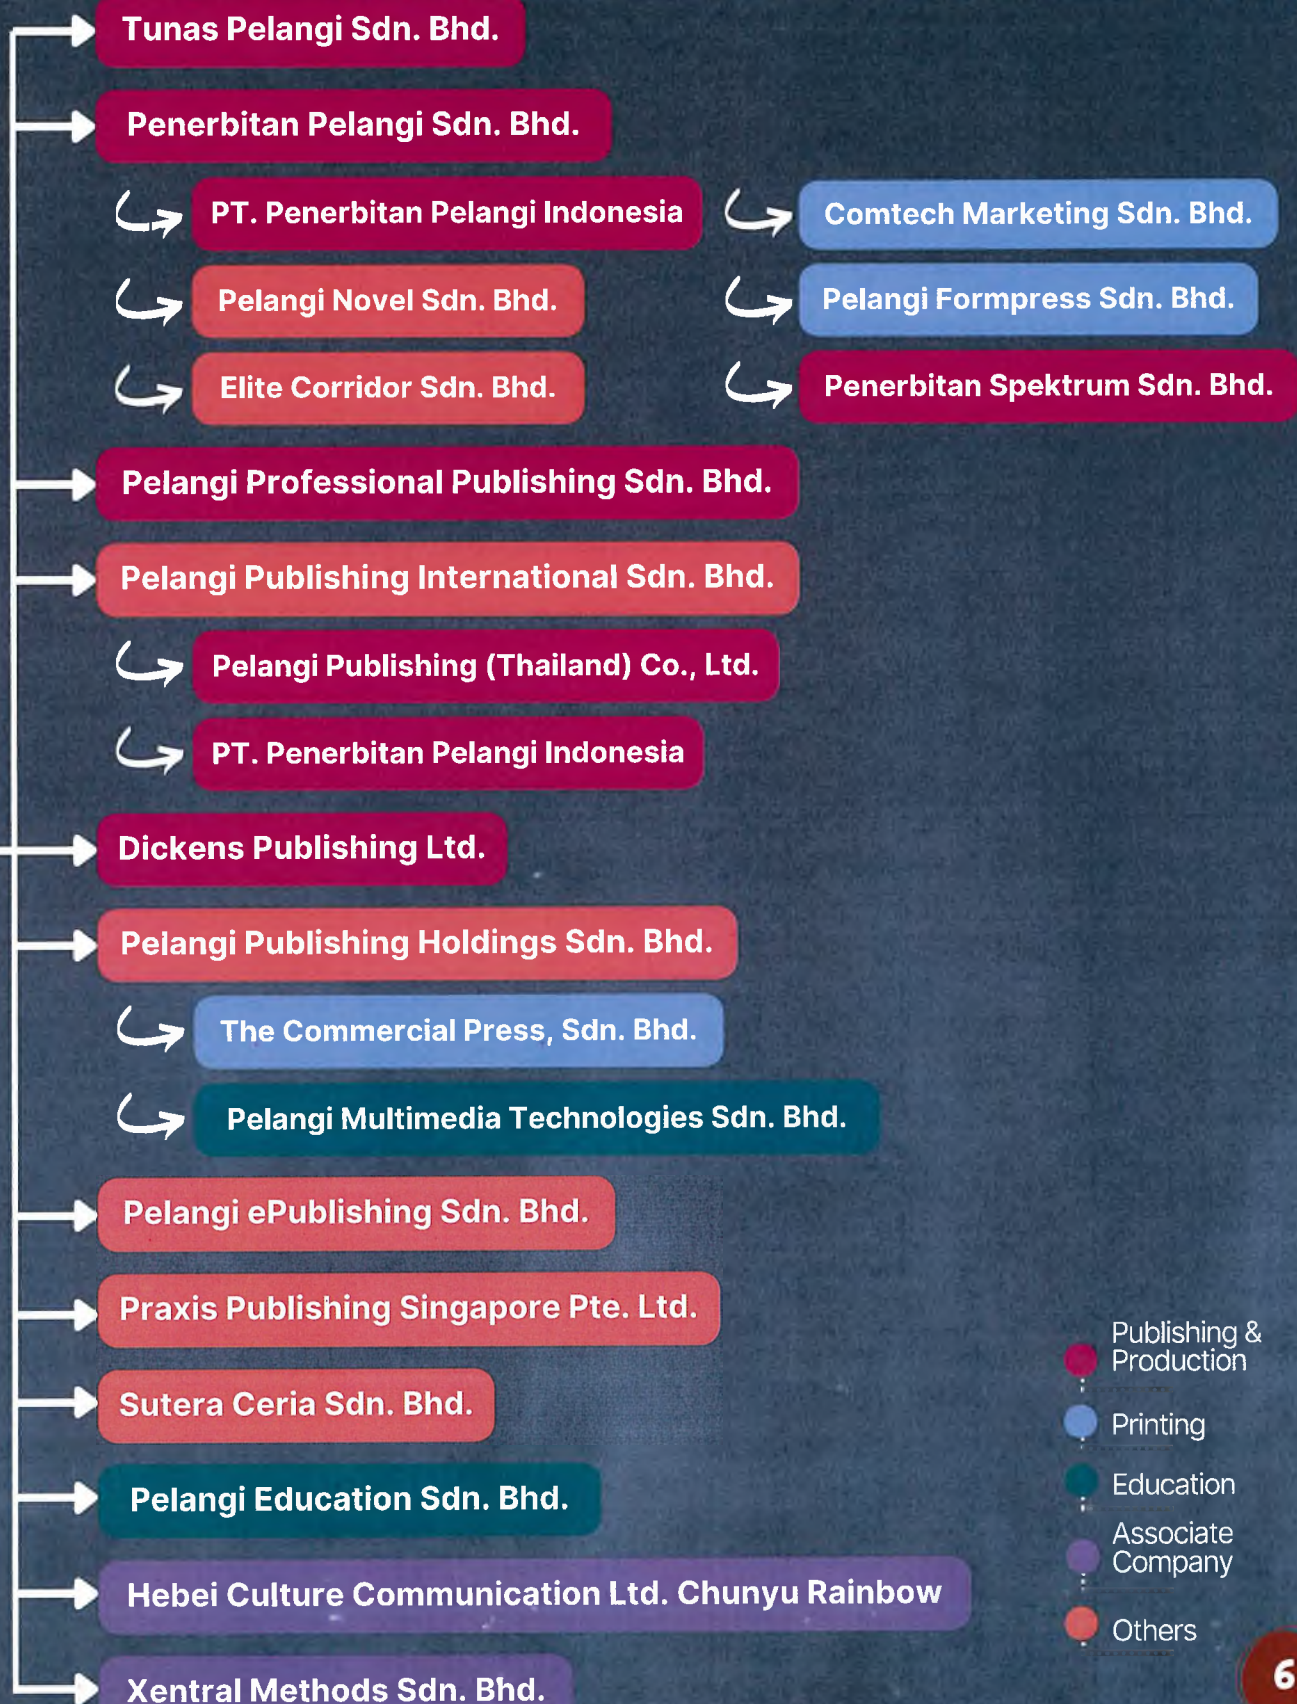 Tunas Pelangi Sdn. Bhd.
Penerbitan Pelangi Sdn. Bhd.
PT. Penerbitan Pelangi Indonesia
Pelangi Novel Sdn. Bhd.
Elite Corridor Sdn. Bhd.
Comtech Marketing Sdn. Bhd.
Pelangi Formpress Sdn. Bhd.
Penerbitan Spektrum Sdn. Bhd.
Pelangi Professional Publishing Sdn. Bhd.
Pelangi Publishing International Sdn. Bhd.
Pelangi Publishing (Thailand) Co., Ltd.
PT. Penerbitan Pelangi Indonesia
Dickens Publishing Ltd.
Pelangi Publishing Holdings Sdn. Bhd.
The Commercial Press, Sdn. Bhd.
Pelangi Multimedia Technologies Sdn. Bhd.
Pelangi ePublishing Sdn. Bhd.
Praxis Publishing Singapore Pte. Ltd.
Sutera Ceria Sdn. Bhd.
Pelangi Education Sdn. Bhd.
Hebei Culture Communication Ltd. Chunyu Rainbow
Xentral Methods Sdn. Bhd.
Publishing &
Production
Printing
Education
Associate
Company
Others
6